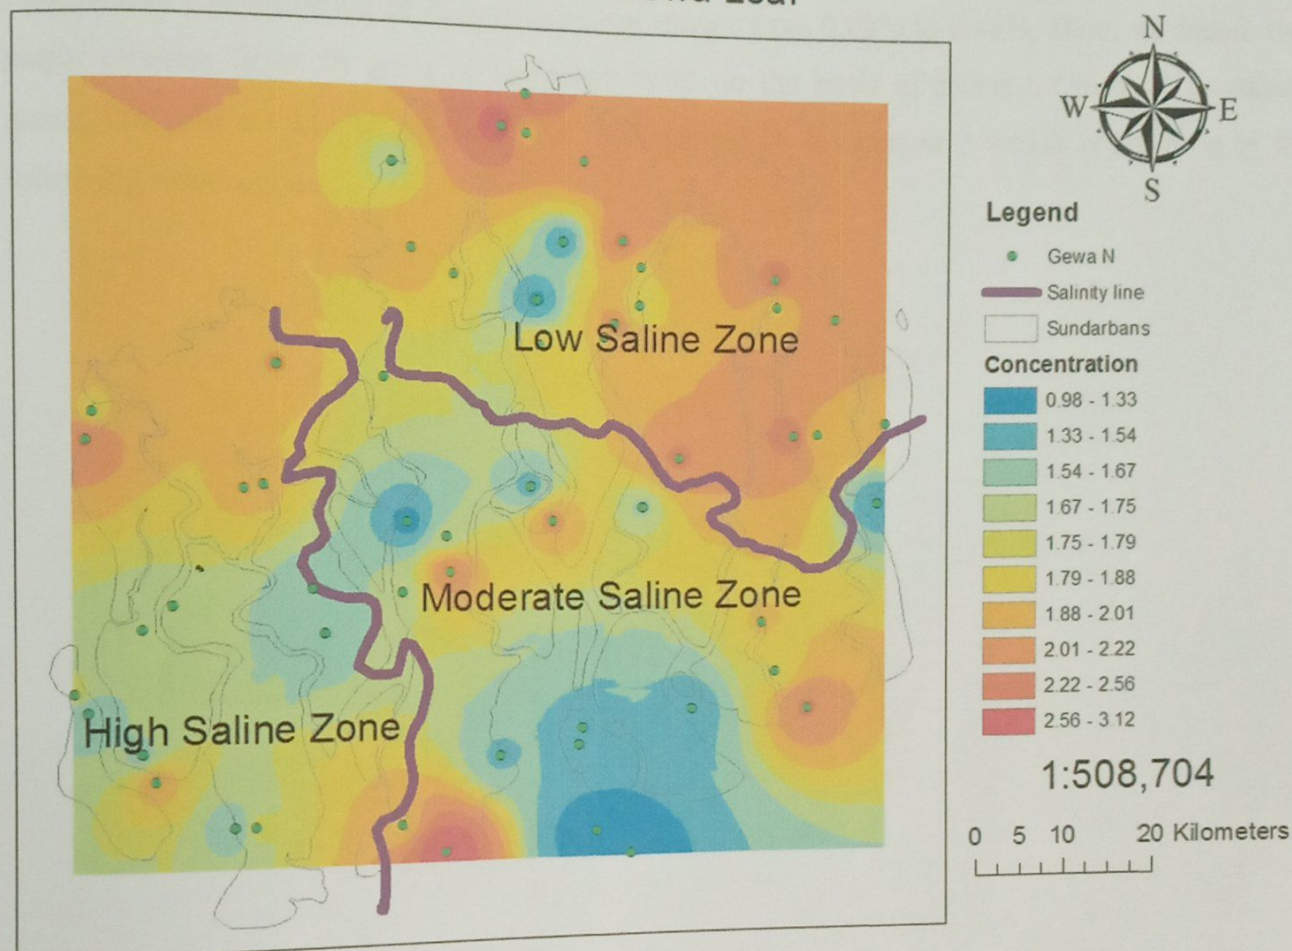 N
W
E
S
Legend
Gewa N
Salinity line
Sundarbans
Concentration
0.98 - 1.33
1.33 - 1.54
1.54 - 1.67
1.67 - 1.75
1.75 - 1.79
1.79 - 1.88
1.88 - 2.01
2.01 - 2.22
2.22 - 2.56
2.56 - 3.12
1:508,704
0 5 10 20 Kilometers
Low Saline Zone
Moderate Saline Zone
High Saline Zone